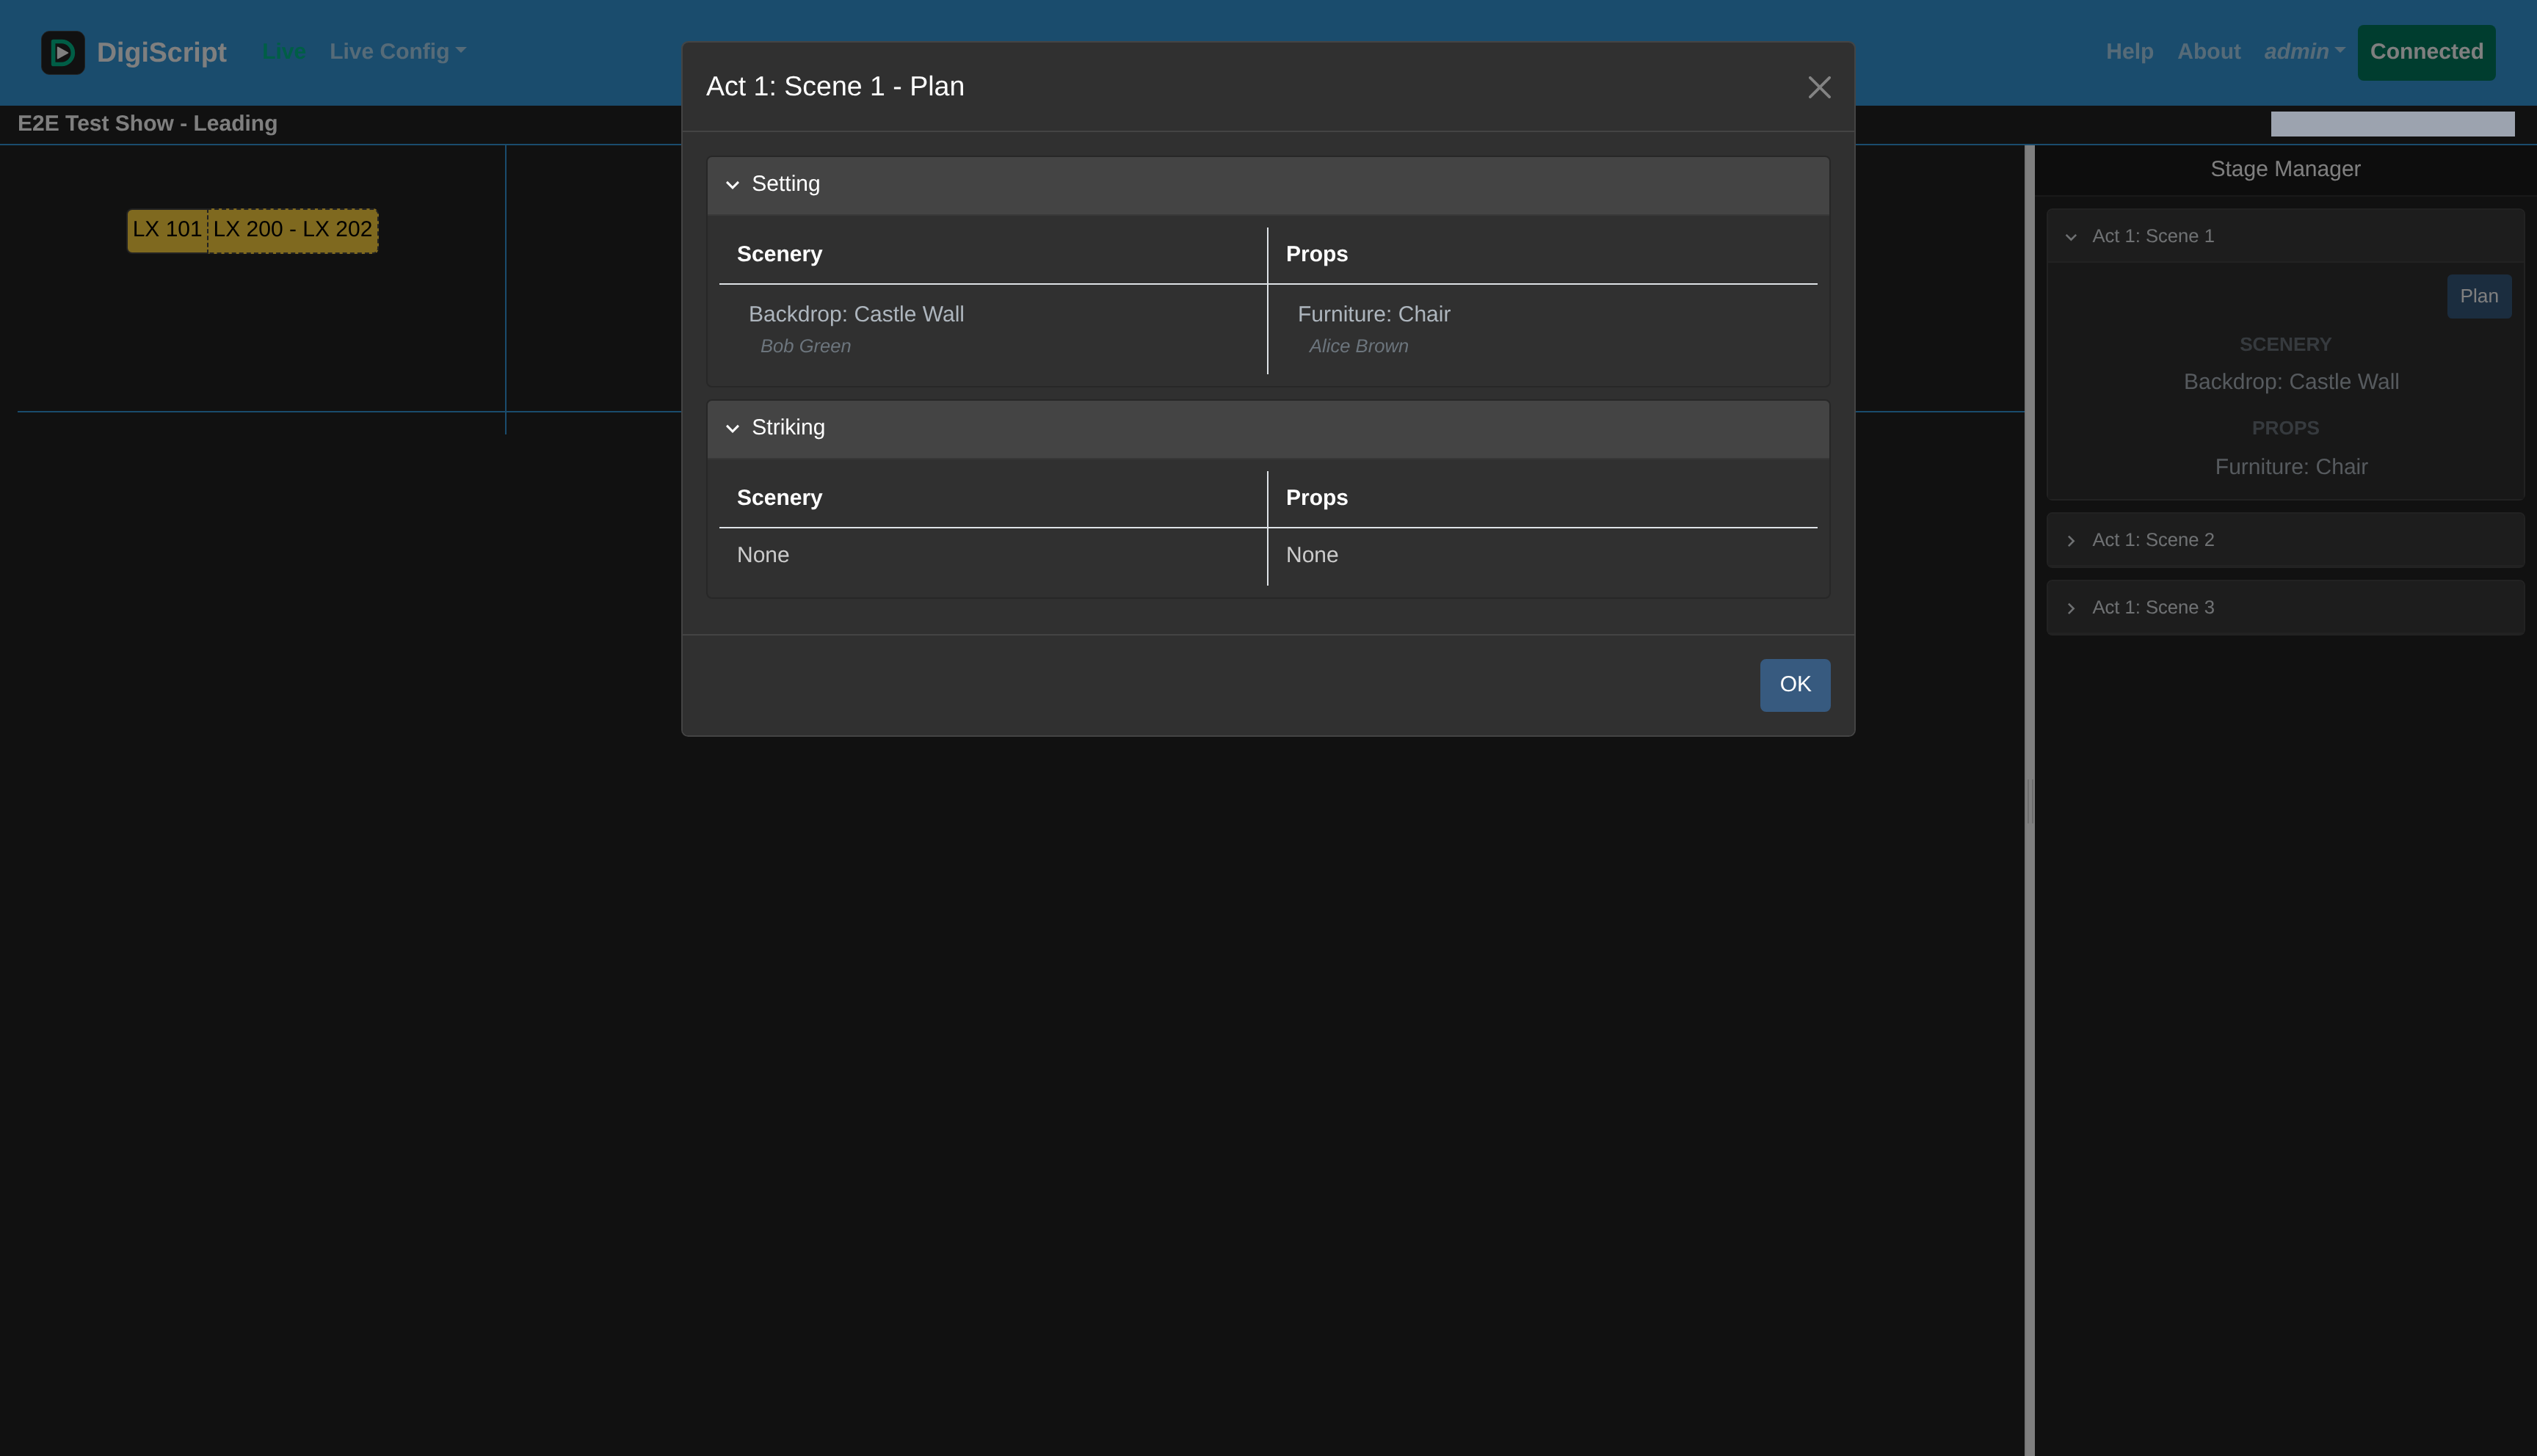 DigiScript Live Live Config Help About admin Connected
E2E Test Show - Leading
LX 101 LX 200 - LX 202
Act 1: Scene 1 - Plan
Setting
Scenery Props
Backdrop: Castle Wall Furniture: Chair
Bob Green Alice Brown
Striking
Scenery Props
None None
OK
Stage Manager
Act 1: Scene 1
Plan
SCENERY
Backdrop: Castle Wall
PROPS
Furniture: Chair
Act 1: Scene 2
Act 1: Scene 3